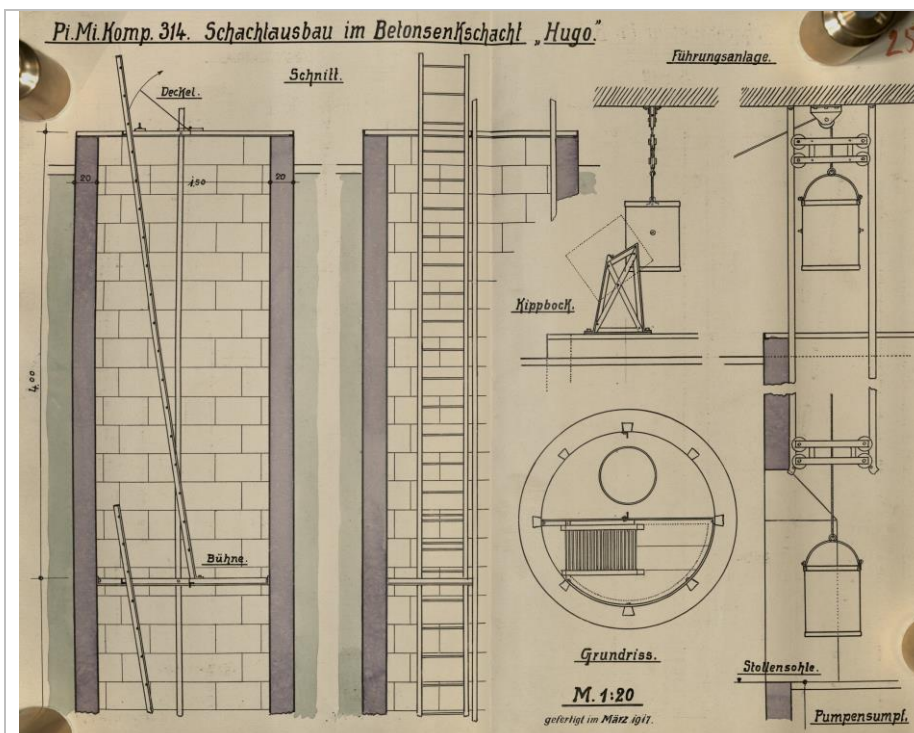 Pi.Mi.Komp. 314. Schachtausbau im Betonsenkschacht „Hugo."
25
Schnitt.
Führungsanlage.
Deckel.
20
1,50
20
Kippbock.
4,00
Bühne.
Grundriss.
Stollensohle.
M. 1:20
gefertigt im März 1917.
Pumpensumpf.